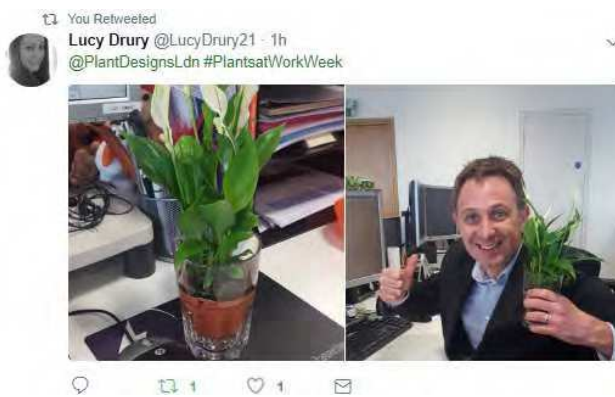 You Retweeted
Lucy Drury @LucyDrury21 · 1h
@PlantDesignsLdn #PlantsatWorkWeek
1 1